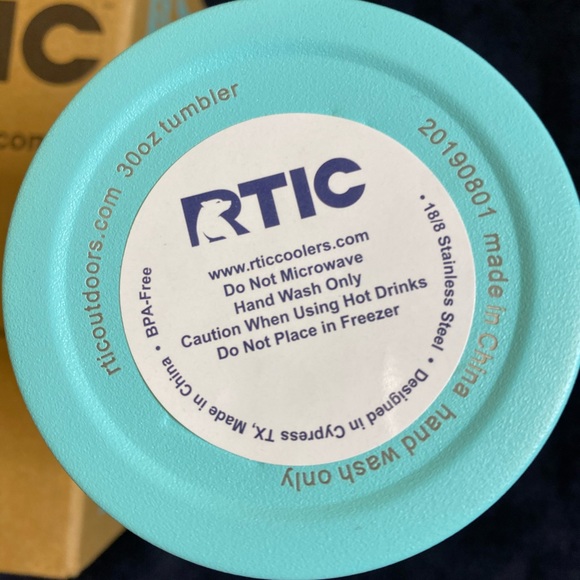 TIC
.com
rticoutdoors.com 30oz tumbler
20190801 made in China hand wash only
RTIC
www.rticcoolers.com
Do Not Microwave
Hand Wash Only
Caution When Using Hot Drinks
Do Not Place in Freezer
• BPA-Free
• 18/8 Stainless Steel • Designed in Cypress TX, Made in China